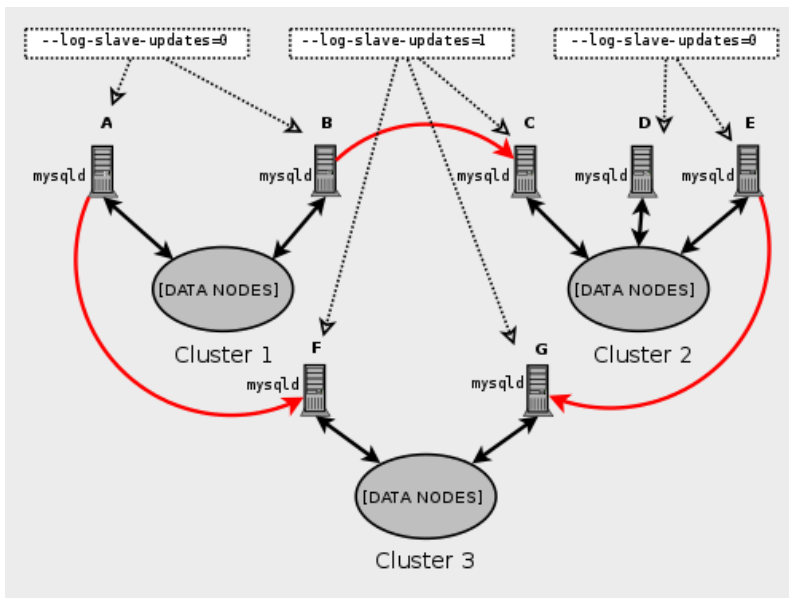 --log-slave-updates=0
--log-slave-updates=1
--log-slave-updates=0
A
B
C
D
E
mysqld
mysqld
mysqld
mysqld
mysqld
[DATA NODES]
[DATA NODES]
Cluster 1
Cluster 2
F
G
mysqld
mysqld
[DATA NODES]
Cluster 3